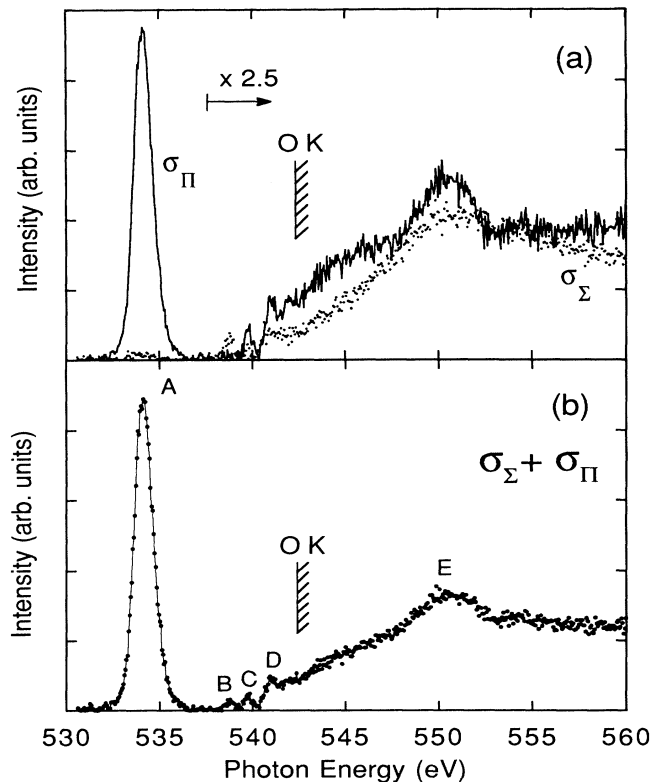 (a)
x 2.5
O K
σΠ
σΣ
Intensity (arb. units)
A
(b)
σΣ + σΠ
O K
E
B C D
Intensity (arb. units)
530 535 540 545 550 555 560
Photon Energy (eV)